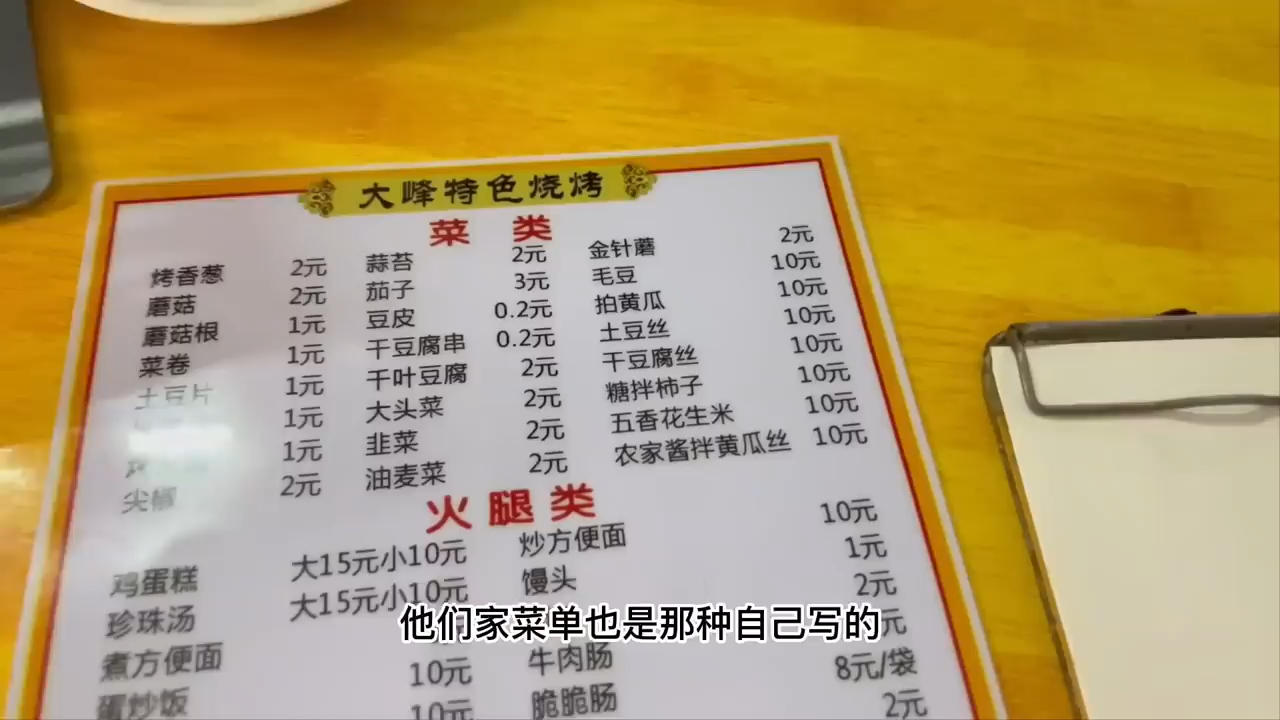 大峰特色烧烤
菜 类
烤香葱 2元 蒜苔 2元 金针蘑 2元
蘑菇 2元 茄子 3元 毛豆 10元
蘑菇根 1元 豆皮 0.2元 拍黄瓜 10元
菜卷 1元 干豆腐串 0.2元 土豆丝 10元
土豆片 1元 千叶豆腐 2元 干豆腐丝 10元
1元 大头菜 2元 糖拌柿子 10元
1元 韭菜 2元 五香花生米 10元
尖椒 2元 油麦菜 2元 农家酱拌黄瓜丝 10元
火腿类
鸡蛋糕 大15元小10元 炒方便面 10元
珍珠汤 大15元小10元 馒头 1元
煮方便面 2元
蛋炒饭 10元 牛肉肠 元
10元 脆脆肠 8元/袋
2元
他们家菜单也是那种自己写的